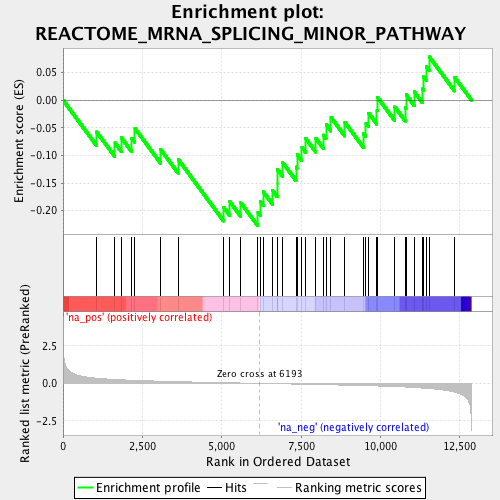 Enrichment plot:
REACTOME_MRNA_SPLICING_MINOR_PATHWAY
Enrichment score (ES)
0.05
0.00
-0.05
-0.10
-0.15
-0.20
'na_pos' (positively correlated)
'na_neg' (negatively correlated)
Zero cross at 6193
Ranked list metric (PreRanked)
2.5
0.0
-2.5
0
2,500
5,000
7,500
10,000
12,500
Rank in Ordered Dataset
Enrichment profile
Hits
Ranking metric scores